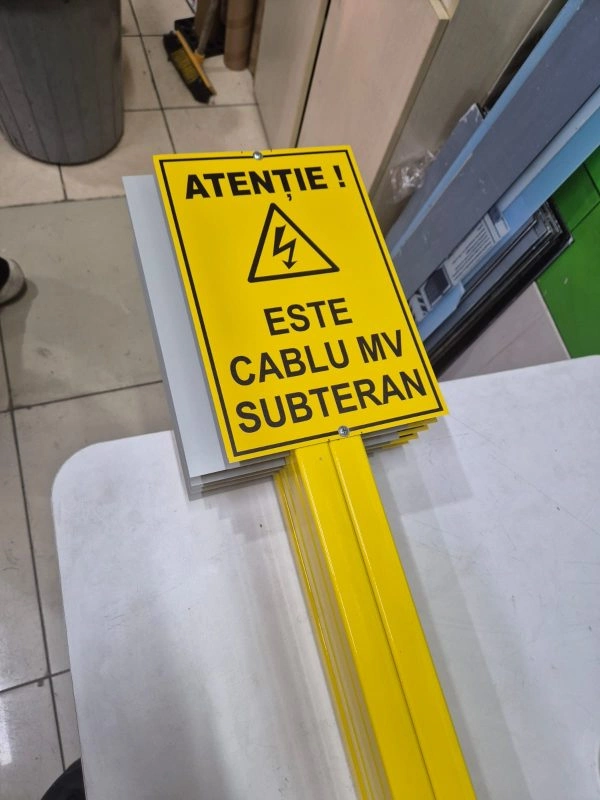 ATENȚIE !
ESTE
CABLU MV
SUBTERAN